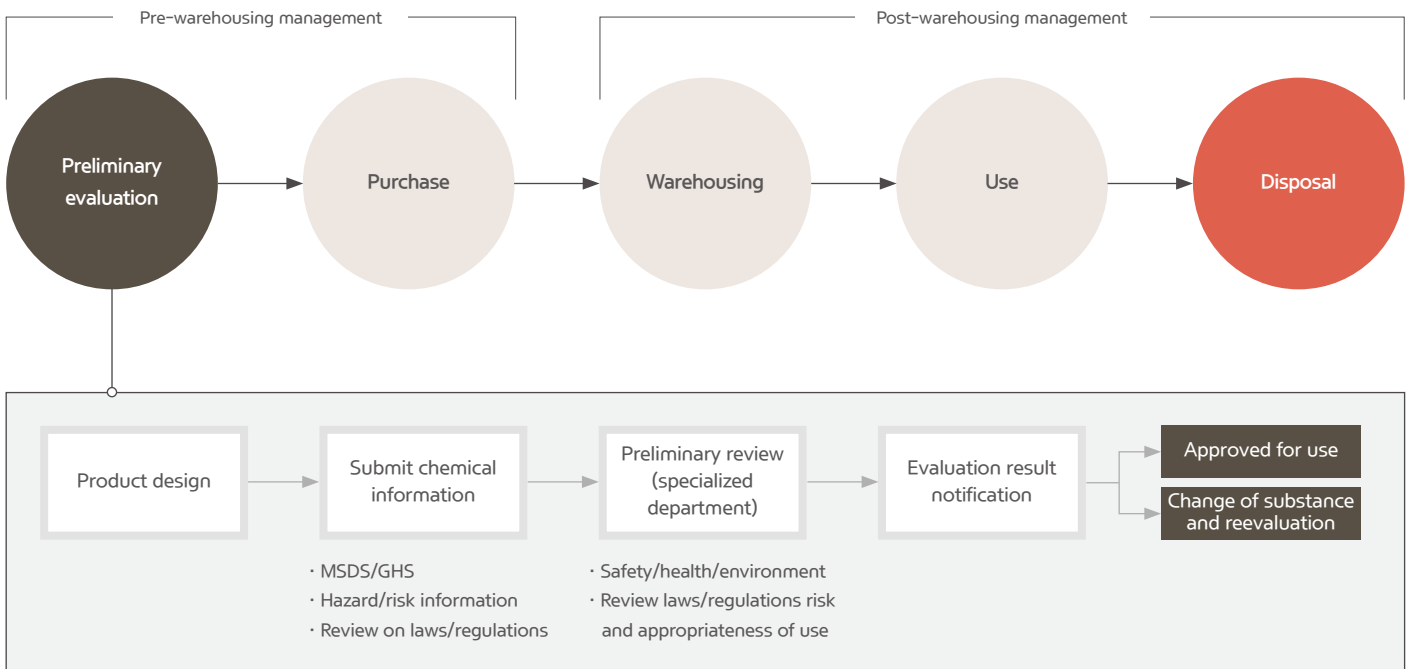 Pre-warehousing management
Post-warehousing management
Preliminary
evaluation
Purchase
Warehousing
Use
Disposal
Product design
Submit chemical
information
Preliminary review
(specialized
department)
Evaluation result
notification
Approved for use
Change of substance
and reevaluation
· MSDS/GHS
· Hazard/risk information
· Review on laws/regulations
· Safety/health/environment
· Review laws/regulations risk
and appropriateness of use